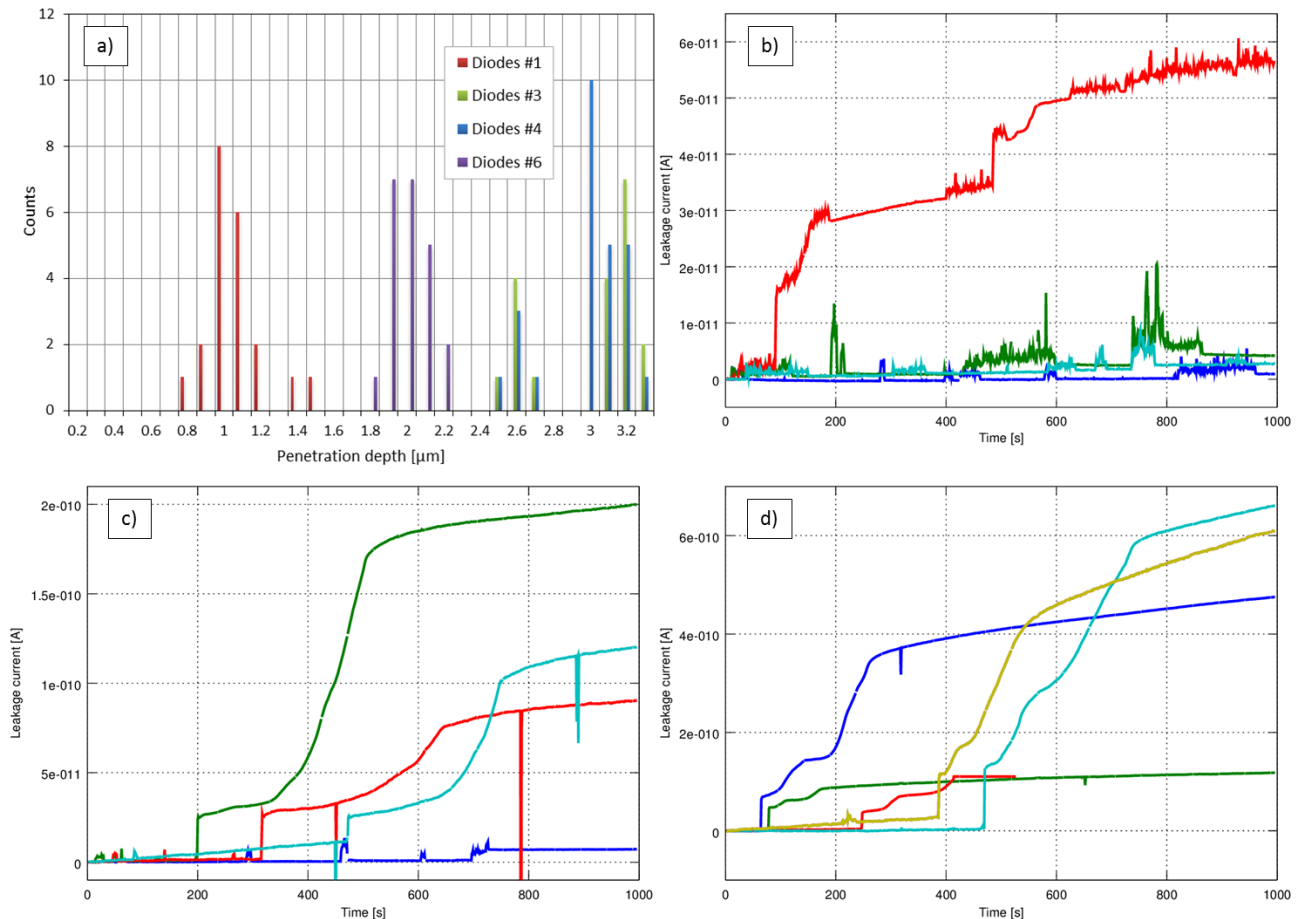 a)
12
10
8
6
4
2
0
Counts
Diodes #1
Diodes #3
Diodes #4
Diodes #6
0.2 0.4 0.6 0.8 1 1.2 1.4 1.6 1.8 2 2.2 2.4 2.6 2.8 3 3.2
Penetration depth [µm]
b)
6e-011
5e-011
4e-011
3e-011
2e-011
1e-011
0
Leakage current [A]
0 200 400 600 800 1000
Time [s]
c)
2e-010
1.5e-010
1e-010
5e-011
0
Leakage current [A]
0 200 400 600 800 1000
Time [s]
d)
6e-010
4e-010
2e-010
0
Leakage current [A]
0 200 400 600 800 1000
Time [s]